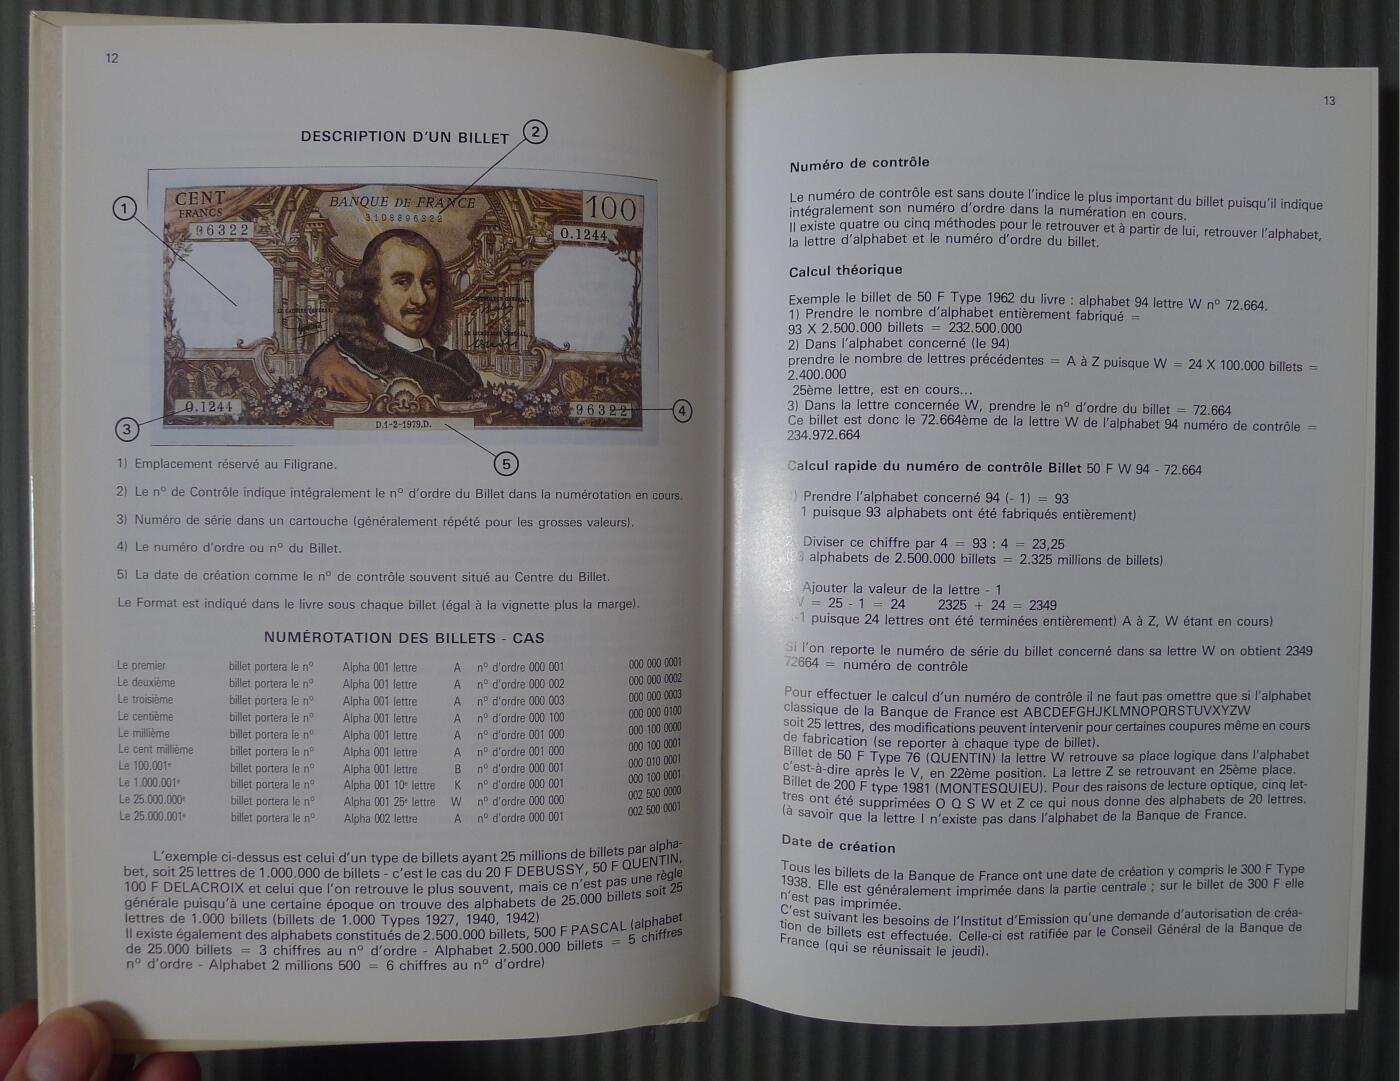 12
DESCRIPTION D'UN BILLET
2
1
CENT
FRANCS
BANQUE DE FRANCE
3108896322
100
96322
O.1244
O.1244
96322
D.1-2-1979.D.
3
4
5
1) Emplacement réservé au Filigrane.
2) Le nº de Contrôle indique intégralement le nº d'ordre du Billet dans la numérotation en cours.
3) Numéro de série dans un cartouche (généralement répété pour les grosses valeurs).
4) Le numéro d'ordre ou nº du Billet.
5) La date de création comme le nº de contrôle souvent situé au Centre du Billet.
Le Format est indiqué dans le livre sous chaque billet (égal à la vignette plus la marge).
NUMÉROTATION DES BILLETS - CAS
Le premier billet portera le nº Alpha 001 lettre A nº d'ordre 000 001 000 000 0001
Le deuxième billet portera le nº Alpha 001 lettre A nº d'ordre 000 002 000 000 0002
Le troisième billet portera le nº Alpha 001 lettre A nº d'ordre 000 003 000 000 0003
Le centième billet portera le nº Alpha 001 lettre A nº d'ordre 000 100 000 000 0100
Le millième billet portera le nº Alpha 001 lettre A nº d'ordre 001 000 000 100 0000
Le cent millième billet portera le nº Alpha 001 lettre A nº d'ordre 001 000 000 100 0001
Le 100.001e billet portera le nº Alpha 001 lettre B nº d'ordre 000 001 000 010 0001
Le 1.000.001e billet portera le nº Alpha 001 10e lettre K nº d'ordre 000 001 000 100 0001
Le 25.000.000e billet portera le nº Alpha 001 25e lettre W nº d'ordre 000 000 002 500 0000
Le 25.000.001e billet portera le nº Alpha 002 lettre A nº d'ordre 000 001 002 500 0001
L'exemple ci-dessus est celui d'un type de billets ayant 25 millions de billets par alpha-
bet, soit 25 lettres de 1.000.000 de billets - c'est le cas du 20 F DEBUSSY, 50 F QUENTIN,
100 F DELACROIX et celui que l'on retrouve le plus souvent, mais ce n'est pas une règle
générale puisqu'à une certaine époque on trouve des alphabets de 25.000 billets soit 25
lettres de 1.000 billets (billets de 1.000 Types 1927, 1940, 1942)
Il existe également des alphabets constitués de 2.500.000 billets, 500 F PASCAL (alphabet
de 25.000 billets = 3 chiffres au nº d'ordre - Alphabet 2.500.000 billets = 5 chiffres
nº d'ordre - Alphabet 2 millions 500 = 6 chiffres au nº d'ordre)
13
Numéro de contrôle
Le numéro de contrôle est sans doute l'indice le plus important du billet puisqu'il indique
intégralement son numéro d'ordre dans la numération en cours.
Il existe quatre ou cinq méthodes pour le retrouver et à partir de lui, retrouver l'alphabet,
la lettre d'alphabet et le numéro d'ordre du billet.
Calcul théorique
Exemple le billet de 50 F Type 1962 du livre : alphabet 94 lettre W nº 72.664.
1) Prendre le nombre d'alphabet entièrement fabriqué =
93 X 2.500.000 billets = 232.500.000
2) Dans l'alphabet concerné (le 94)
prendre le nombre de lettres précédentes = A à Z puisque W = 24 X 100.000 billets =
2.400.000
25ème lettre, est en cours...
3) Dans la lettre concernée W, prendre le nº d'ordre du billet = 72.664
Ce billet est donc le 72.664ème de la lettre W de l'alphabet 94 numéro de contrôle =
234.972.664
Calcul rapide du numéro de contrôle Billet 50 F W 94 - 72.664
) Prendre l'alphabet concerné 94 (- 1) = 93
1 puisque 93 alphabets ont été fabriqués entièrement)
2. Diviser ce chiffre par 4 = 93 : 4 = 23,25
(93 alphabets de 2.500.000 billets = 2.325 millions de billets)
3 Ajouter la valeur de la lettre - 1
W = 25 - 1 = 24 2325 + 24 = 2349
(-1 puisque 24 lettres ont été terminées entièrement) A à Z, W étant en cours)
Si l'on reporte le numéro de série du billet concerné dans sa lettre W on obtient 2349
72664 = numéro de contrôle
Pour effectuer le calcul d'un numéro de contrôle il ne faut pas omettre que si l'alphabet
classique de la Banque de France est ABCDEFGHJKLMNOPQRSTUVXYZW
soit 25 lettres, des modifications peuvent intervenir pour certaines coupures même en cours
de fabrication (se reporter à chaque type de billet).
Billet de 50 F Type 76 (QUENTIN) la lettre W retrouve sa place logique dans l'alphabet
c'est-à-dire après le V, en 22ème position. La lettre Z se retrouvant en 25ème place.
Billet de 200 F type 1981 (MONTESQUIEU). Pour des raisons de lecture optique, cinq let-
tres ont été supprimées O Q S W et Z ce qui nous donne des alphabets de 20 lettres.
(à savoir que la lettre I n'existe pas dans l'alphabet de la Banque de France.
Date de création
Tous les billets de la Banque de France ont une date de création y compris le 300 F Type
1938. Elle est généralement imprimée dans la partie centrale ; sur le billet de 300 F elle
n'est pas imprimée.
C'est suivant les besoins de l'Institut d'Emission qu'une demande d'autorisation de créa-
tion de billets est effectuée. Celle-ci est ratifiée par le Conseil Général de la Banque de
France (qui se réunissait le jeudi).